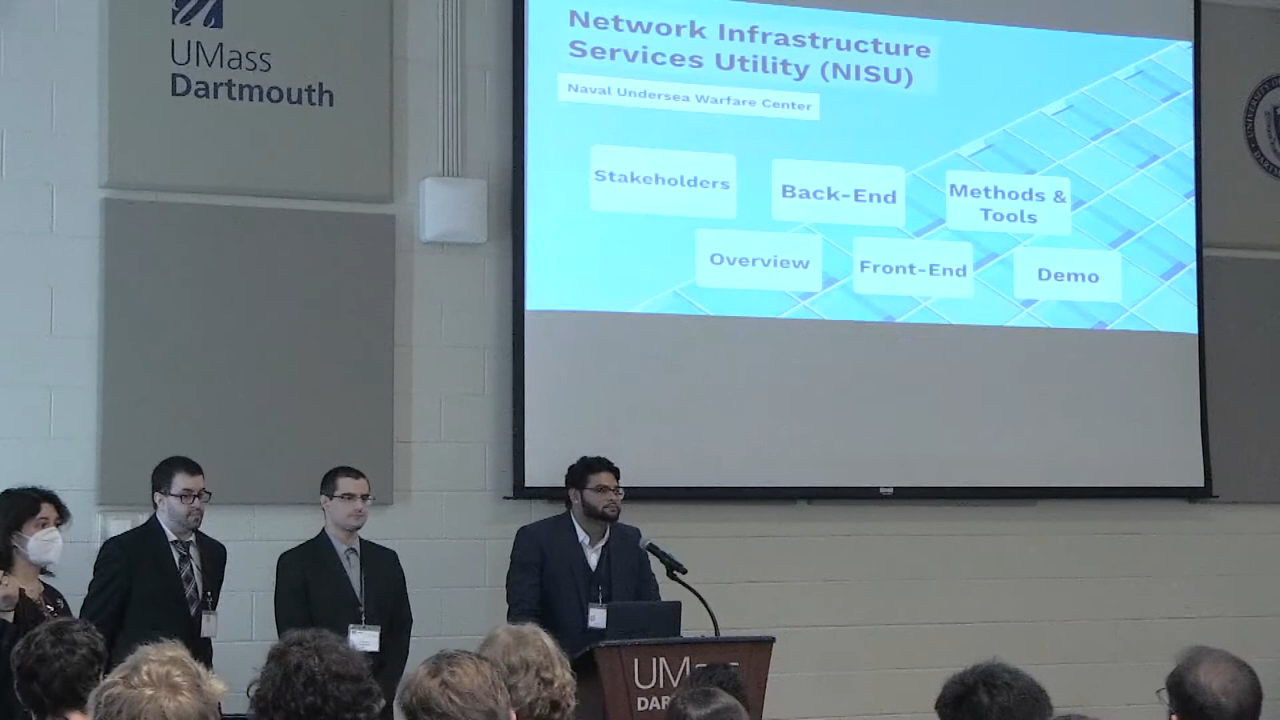 UMass
Dartmouth
Network Infrastructure
Services Utility (NISU)
Naval Undersea Warfare Center
Stakeholders
Back-End
Methods &
Tools
Overview
Front-End
Demo
UMass